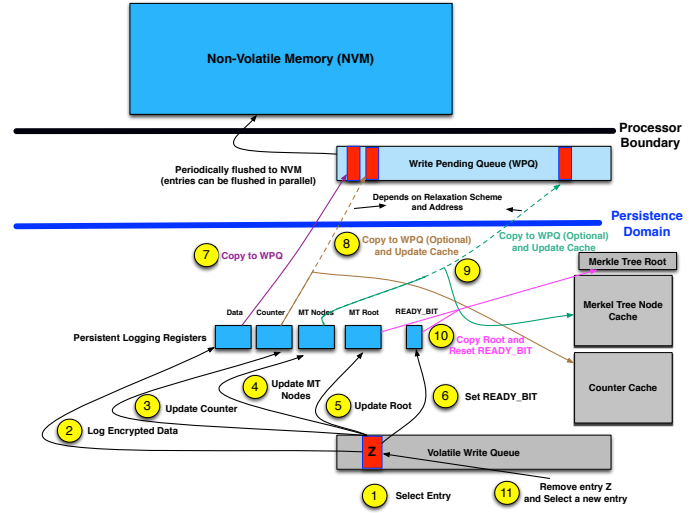 Non-Volatile Memory (NVM)
Processor
Boundary
Write Pending Queue (WPQ)
Periodically flushed to NVM
(entries can be flushed in parallel)
Depends on Relaxation Scheme
and Address
Persistence
Domain
7
Copy to WPQ
8
Copy to WPQ (Optional)
and Update Cache
Copy to WPQ (Optional)
and Update Cache
9
Merkle Tree Root
Merkel Tree Node
Cache
Data
Counter
MT Nodes
MT Root
READY_BIT
Persistent Logging Registers
10
Copy Root and
Reset READY_BIT
Counter Cache
4
Update MT
Nodes
3
Update Counter
5
Update Root
6
Set READY_BIT
2
Log Encrypted Data
Z
Volatile Write Queue
1
Select Entry
11
Remove entry Z
and Select a new entry